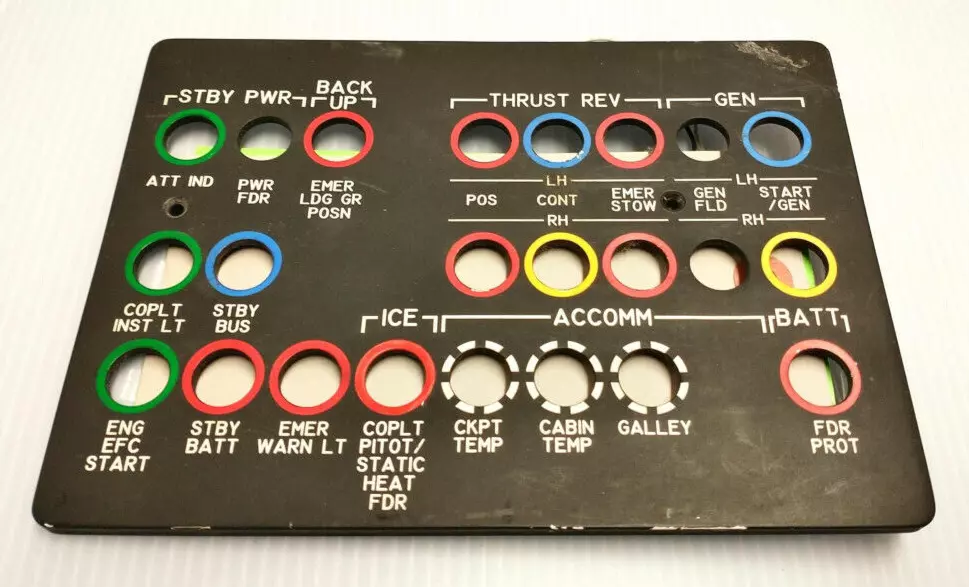 STBY PWR
BACK
UP
THRUST REV
GEN
ATT IND
PWR
FDR
EMER
LDG GR
POSN
LH
POS
CONT
EMER
STOW
LH
GEN
FLD
START
/GEN
RH
RH
COPLT
INST LT
STBY
BUS
ICE
ACCOMM
BATT
ENG
EFC
START
STBY
BATT
EMER
WARN LT
COPLT
PITOT/
STATIC
HEAT
FDR
CKPT
TEMP
CABIN
TEMP
GALLEY
FDR
PROT